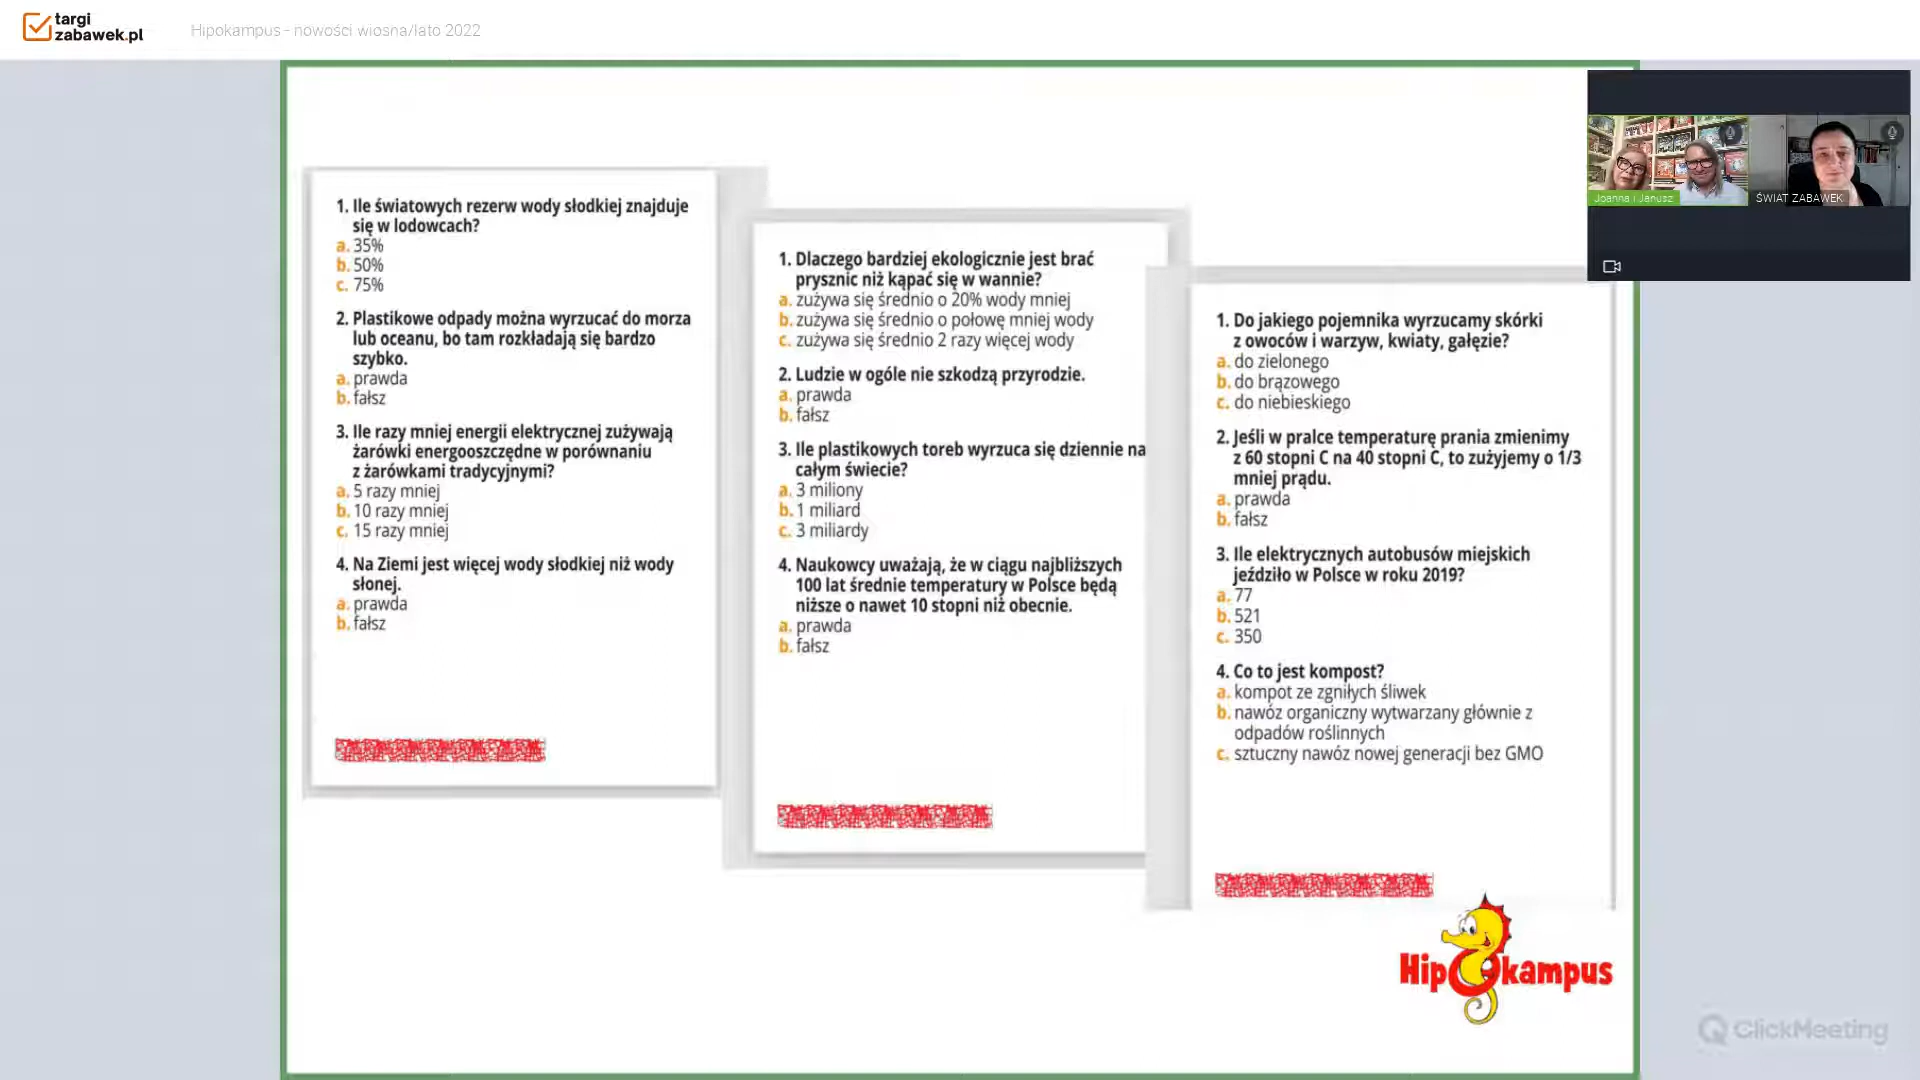 targi
zabawek.pl
Hipokampus - nowości wiosna/lato 2022
1. Ile światowych rezerw wody słodkiej znajduje
się w lodowcach?
a. 35%
b. 50%
c. 75%
2. Plastikowe odpady można wyrzucać do morza
lub oceanu, bo tam rozkładają się bardzo
szybko.
a. prawda
b. fałsz
3. Ile razy mniej energii elektrycznej zużywają
żarówki energooszczędne w porównaniu
z żarówkami tradycyjnymi?
a. 5 razy mniej
b. 10 razy mniej
c. 15 razy mniej
4. Na Ziemi jest więcej wody słodkiej niż wody
słonej.
a. prawda
b. fałsz
1. Dlaczego bardziej ekologicznie jest brać
prysznic niż kąpać się w wannie?
a. zużywa się średnio o 20% wody mniej
b. zużywa się średnio o połowę mniej wody
c. zużywa się średnio 2 razy więcej wody
2. Ludzie w ogóle nie szkodzą przyrodzie.
a. prawda
b. fałsz
3. Ile plastikowych toreb wyrzuca się dziennie na
całym świecie?
a. 3 miliony
b. 1 miliard
c. 3 miliardy
4. Naukowcy uważają, że w ciągu najbliższych
100 lat średnie temperatury w Polsce będą
niższe o nawet 10 stopni niż obecnie.
a. prawda
b. fałsz
1. Do jakiego pojemnika wyrzucamy skórki
z owoców i warzyw, kwiaty, gałęzie?
a. do zielonego
b. do brązowego
c. do niebieskiego
2. Jeśli w pralce temperaturę prania zmienimy
z 60 stopni C na 40 stopni C, to zużyjemy o 1/3
mniej prądu.
a. prawda
b. fałsz
3. Ile elektrycznych autobusów miejskich
jeździło w Polsce w roku 2019?
a. 77
b. 521
c. 350
4. Co to jest kompost?
a. kompot ze zgniłych śliwek
b. nawóz organiczny wytwarzany głównie z
odpadów roślinnych
c. sztuczny nawóz nowej generacji bez GMO
Joanna i Janusz
ŚWIAT ZABAWEK
Hipokampus
ClickMeeting